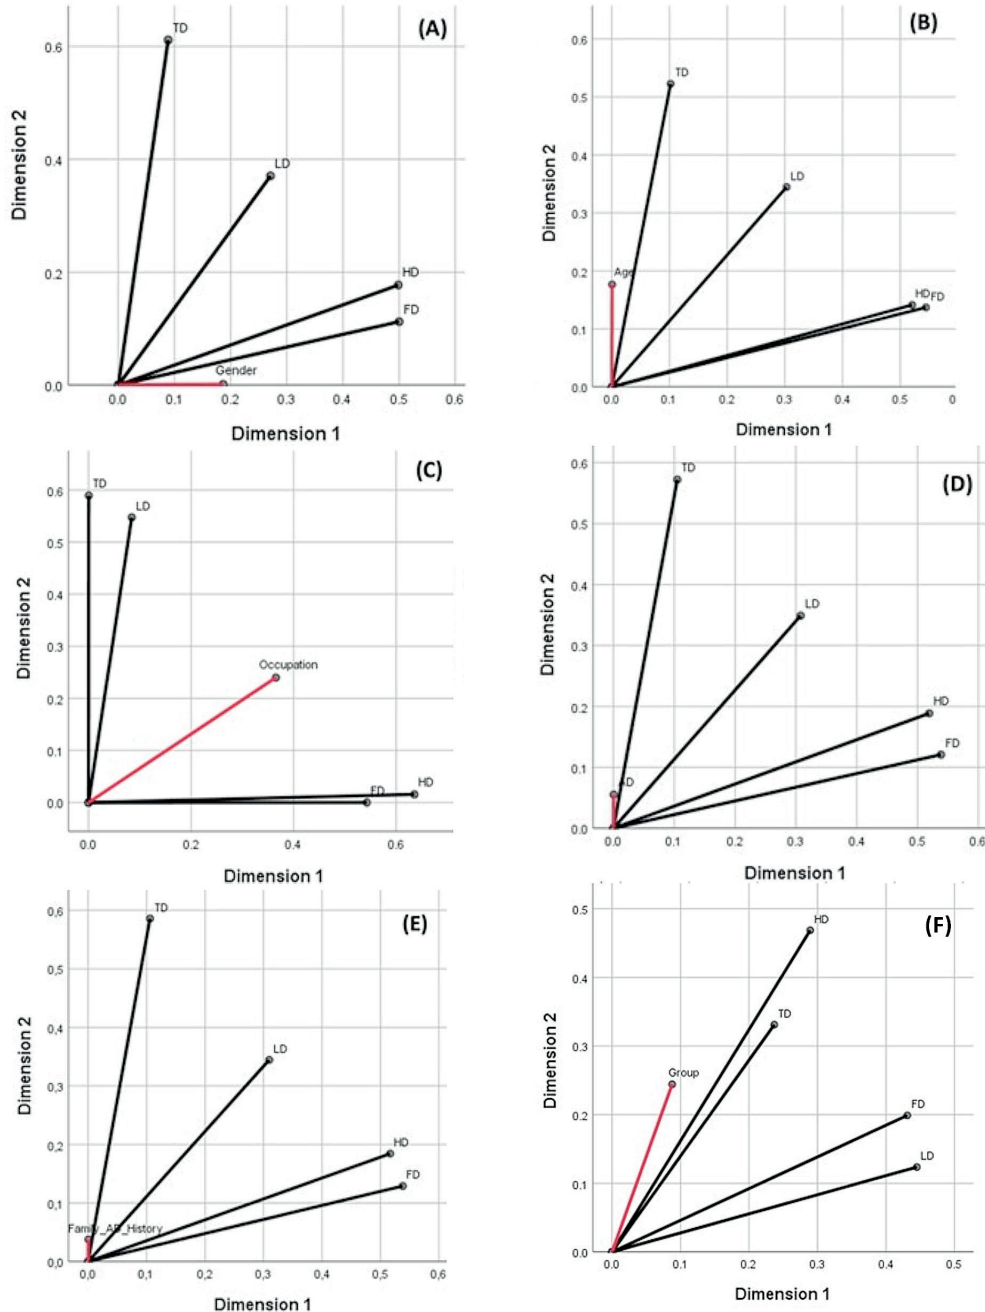 (A)
TD
LD
HD
FD
Gender
Dimension 2
0.6
0.4
0.2
0.0
0.0 0.1 0.2 0.3 0.4 0.5 0.6
Dimension 1
(B)
TD
LD
Age
HD FD
Dimension 2
0.6
0.5
0.4
0.3
0.2
0.1
0.0
0.0 0.1 0.2 0.3 0.4 0.5 0
Dimension 1
(C)
TD
LD
Occupation
HD
FD
Dimension 2
0.6
0.5
0.4
0.3
0.2
0.1
0.0
0.0 0.2 0.4 0.6
Dimension 1
(D)
TD
LD
HD
FD
Dimension 2
0.6
0.5
0.4
0.3
0.2
0.1
0.0
0.0 0.1 0.2 0.3 0.4 0.5 0.6
Dimension 1
(E)
TD
LD
HD
FD
Family_AD_History
Dimension 2
0,6
0,5
0,4
0,3
0,2
0,1
0,0
0,0 0,1 0,2 0,3 0,4 0,5 0,6
Dimension 1
(F)
HD
TD
Group
FD
LD
Dimension 2
0.5
0.4
0.3
0.2
0.1
0.0
0.0 0.1 0.2 0.3 0.4 0.5
Dimension 1